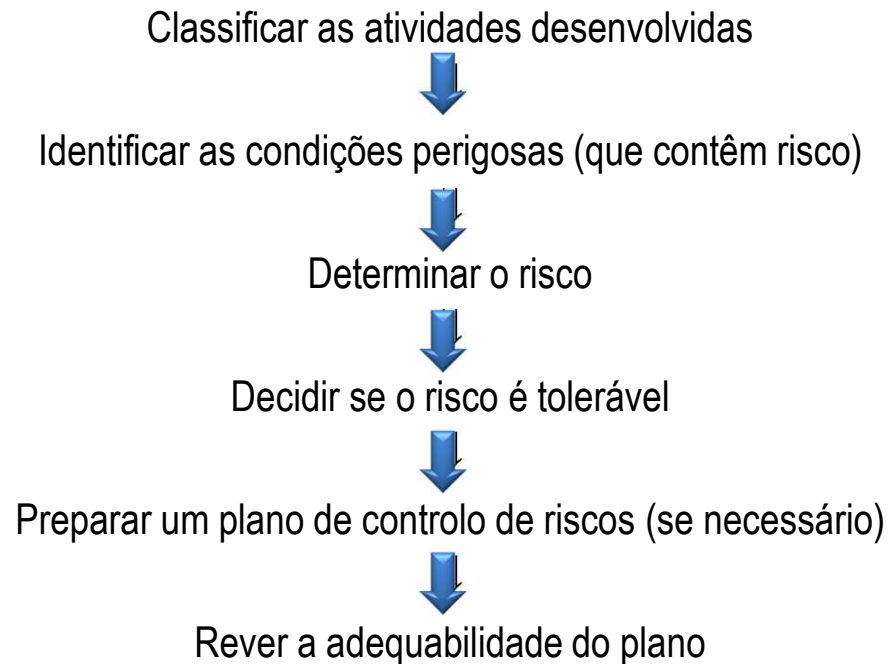 Classificar as atividades desenvolvidas
Identificar as condições perigosas (que contêm risco)
Determinar o risco
Decidir se o risco é tolerável
Preparar um plano de controlo de riscos (se necessário)
Rever a adequabilidade do plano